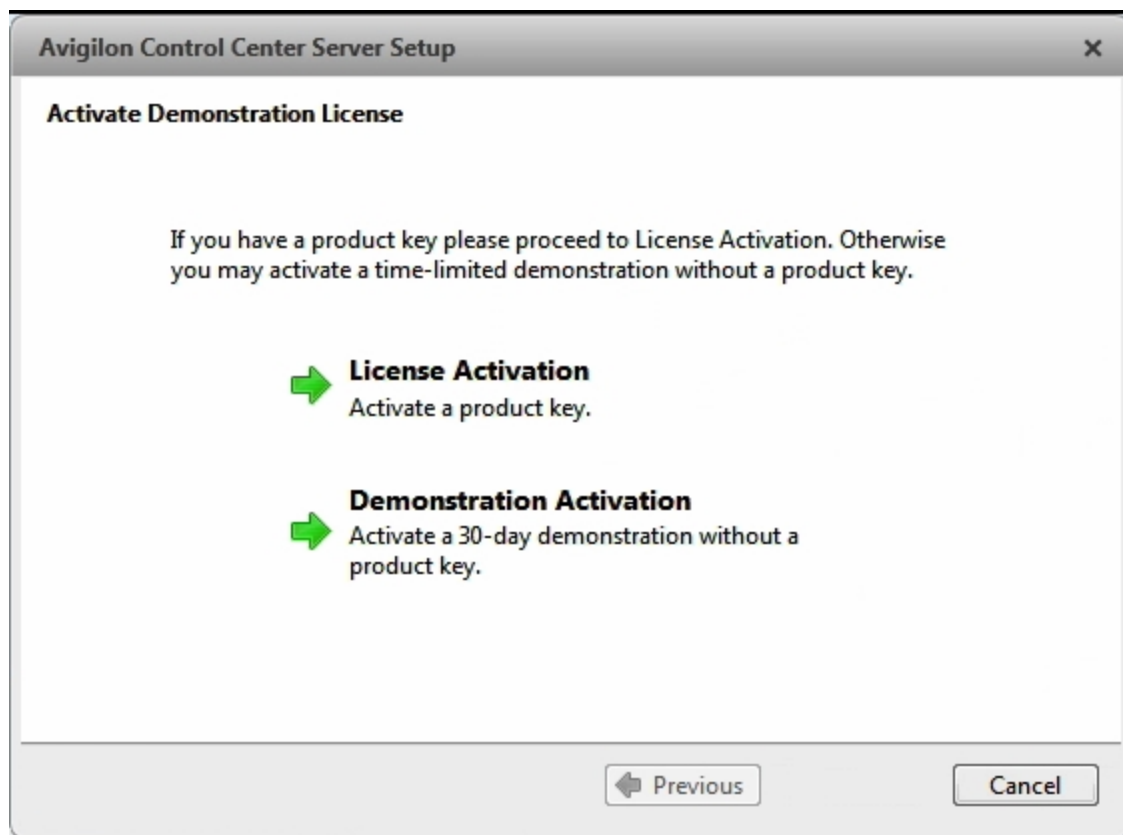 Avigilon Control Center Server Setup
Activate Demonstration License
If you have a product key please proceed to License Activation. Otherwise
you may activate a time-limited demonstration without a product key.
License Activation
Activate a product key.
Demonstration Activation
Activate a 30-day demonstration without a
product key.
Previous
Cancel